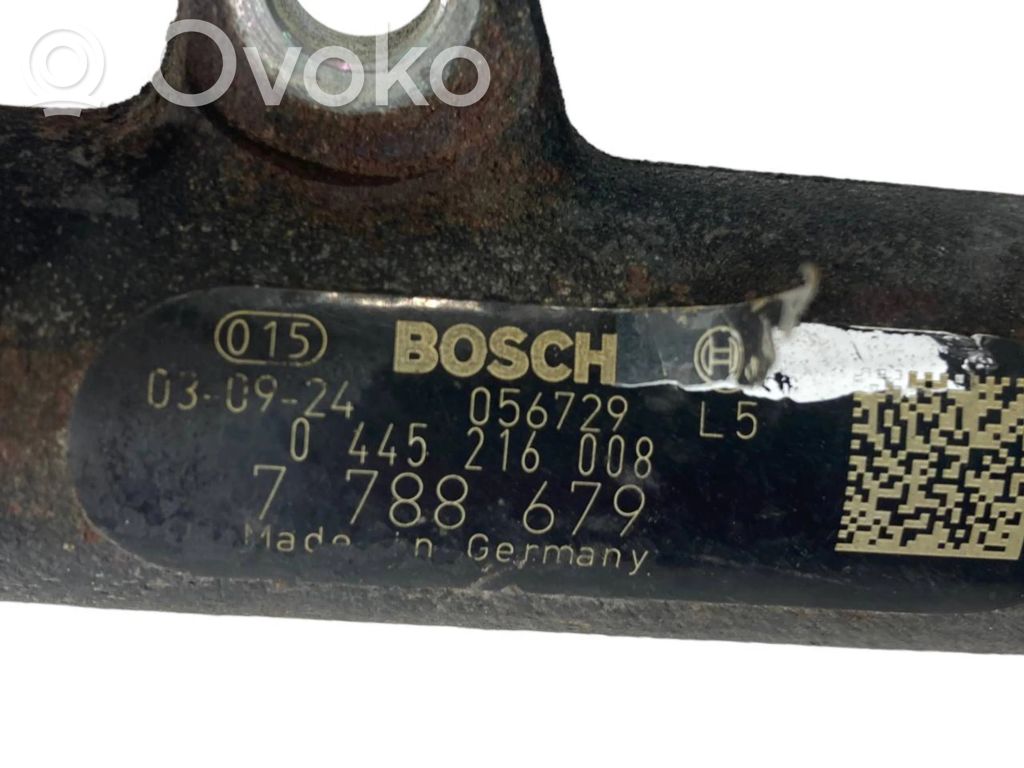 Ovoko
015 BOSCH H
03-09-24 056729 L5
0 445 216 008
7 788 679
Made in Germany